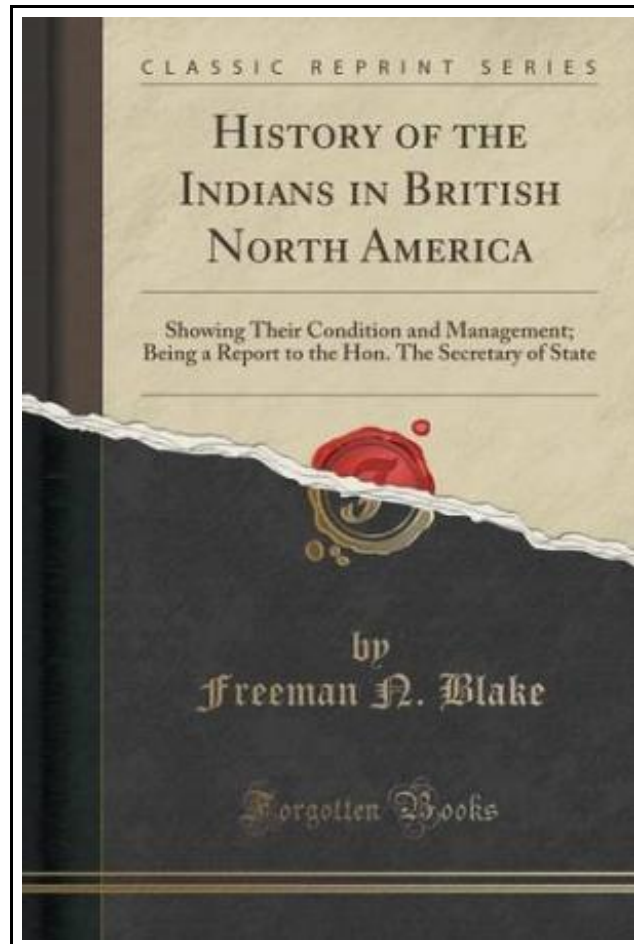 CLASSIC REPRINT SERIES
HISTORY OF THE
INDIANS IN BRITISH
NORTH AMERICA
Showing Their Condition and Management;
Being a Report to the Hon. The Secretary of State
F
by
Freeman N. Blake
Forgotten Books